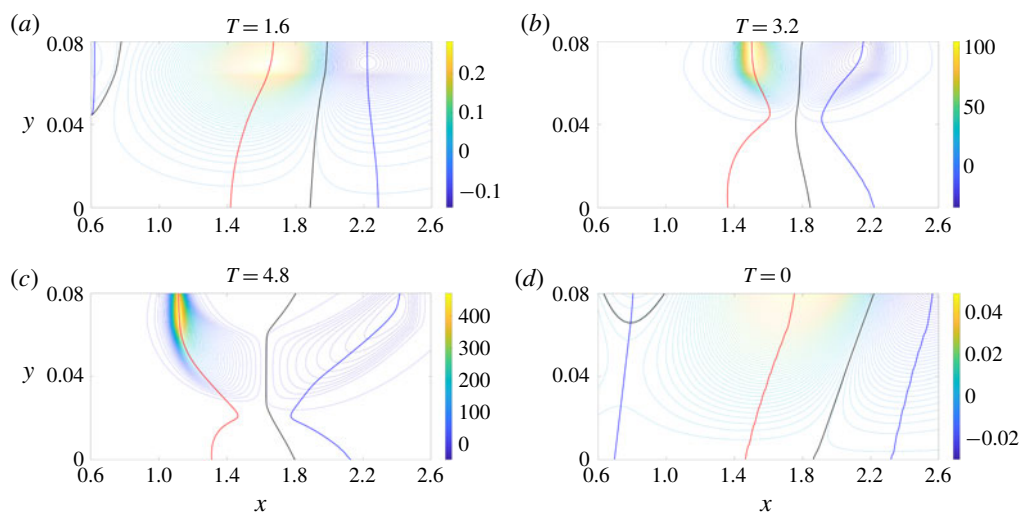 (a) T = 1.6 (b) T = 3.2
0.08 0.08 100
0.2
y 0.04 0.1 0.04 50
0 0
−0.1
0 0
0.6 1.0 1.4 1.8 2.2 2.6 0.6 1.0 1.4 1.8 2.2 2.6
(c) T = 4.8 (d) T = 0
0.08 400 0.08 0.04
300 0.02
y 0.04 200 0.04
100 0
0 −0.02
0 0
0.6 1.0 1.4 1.8 2.2 2.6 0.6 1.0 1.4 1.8 2.2 2.6
x x